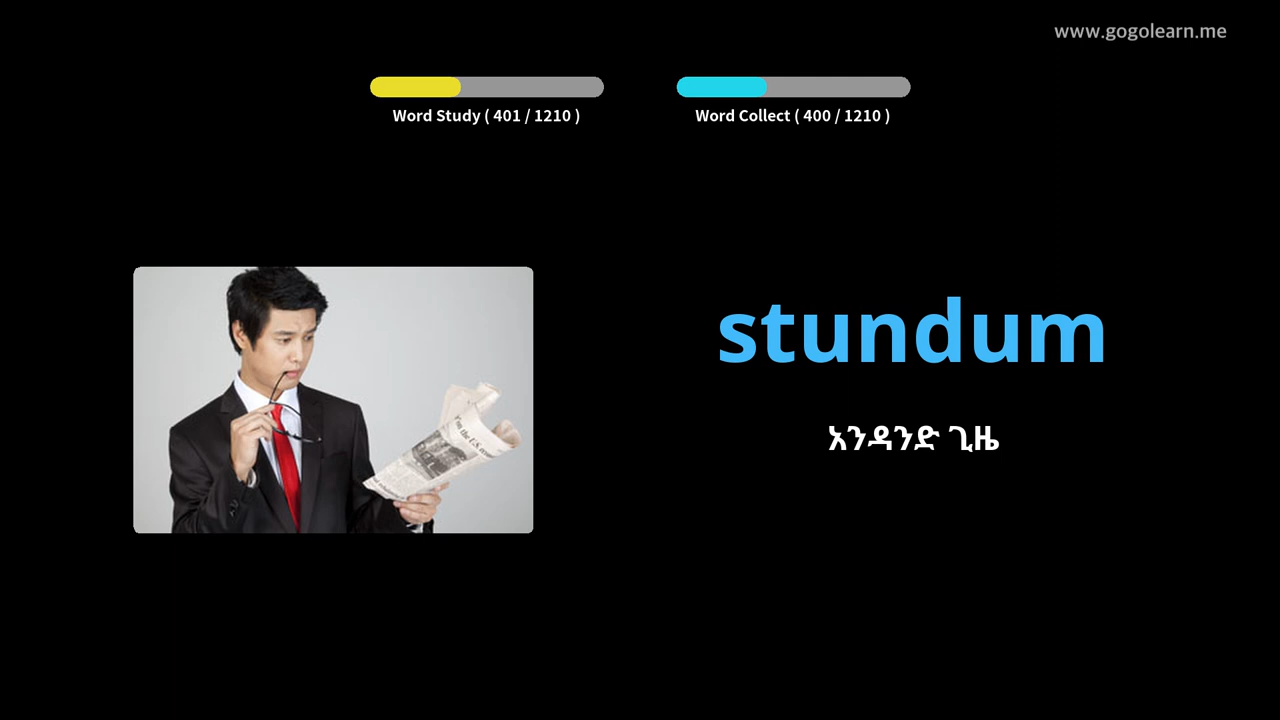 www.gogolearn.me
Word Study ( 401 / 1210 )
Word Collect ( 400 / 1210 )
stundum
አንዳንድ ጊዜ